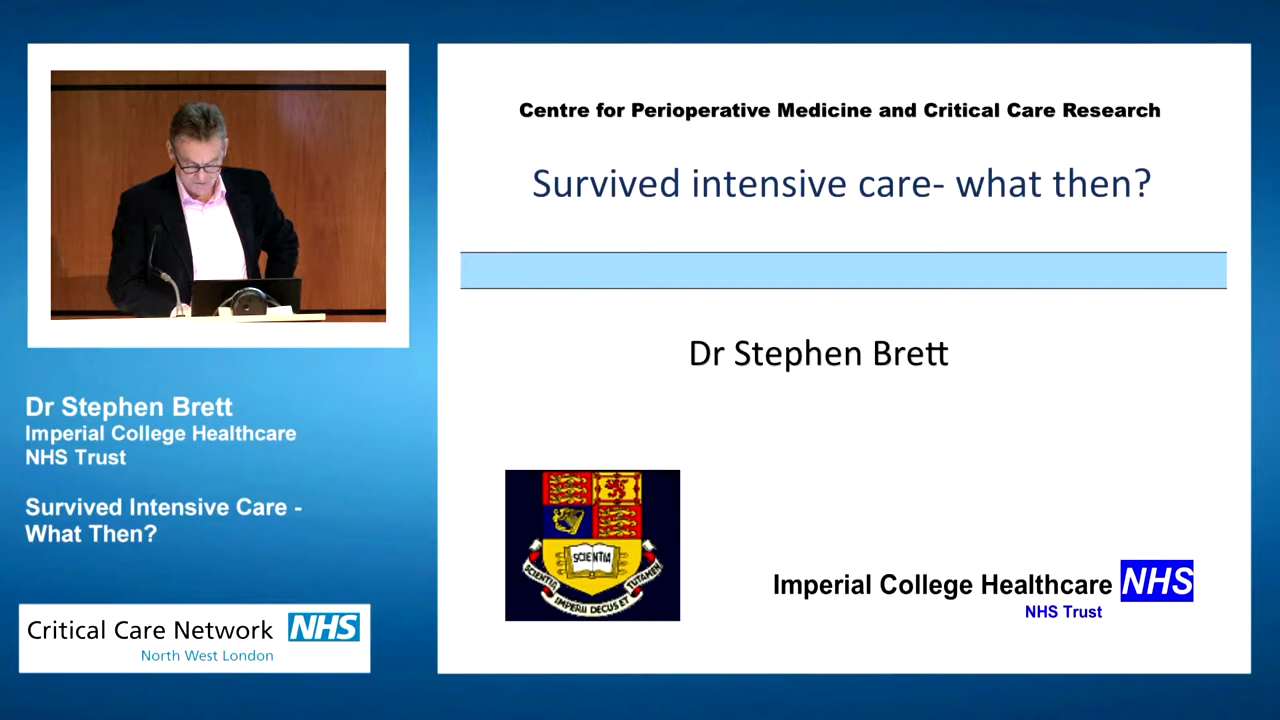 Dr Stephen Brett
Imperial College Healthcare
NHS Trust
Survived Intensive Care -
What Then?
Critical Care Network NHS
North West London
Centre for Perioperative Medicine and Critical Care Research
Survived intensive care- what then?
Dr Stephen Brett
SCIENTIA
SCIENTIA IMPERII DECUS ET TUTAMEN
Imperial College Healthcare NHS
NHS Trust